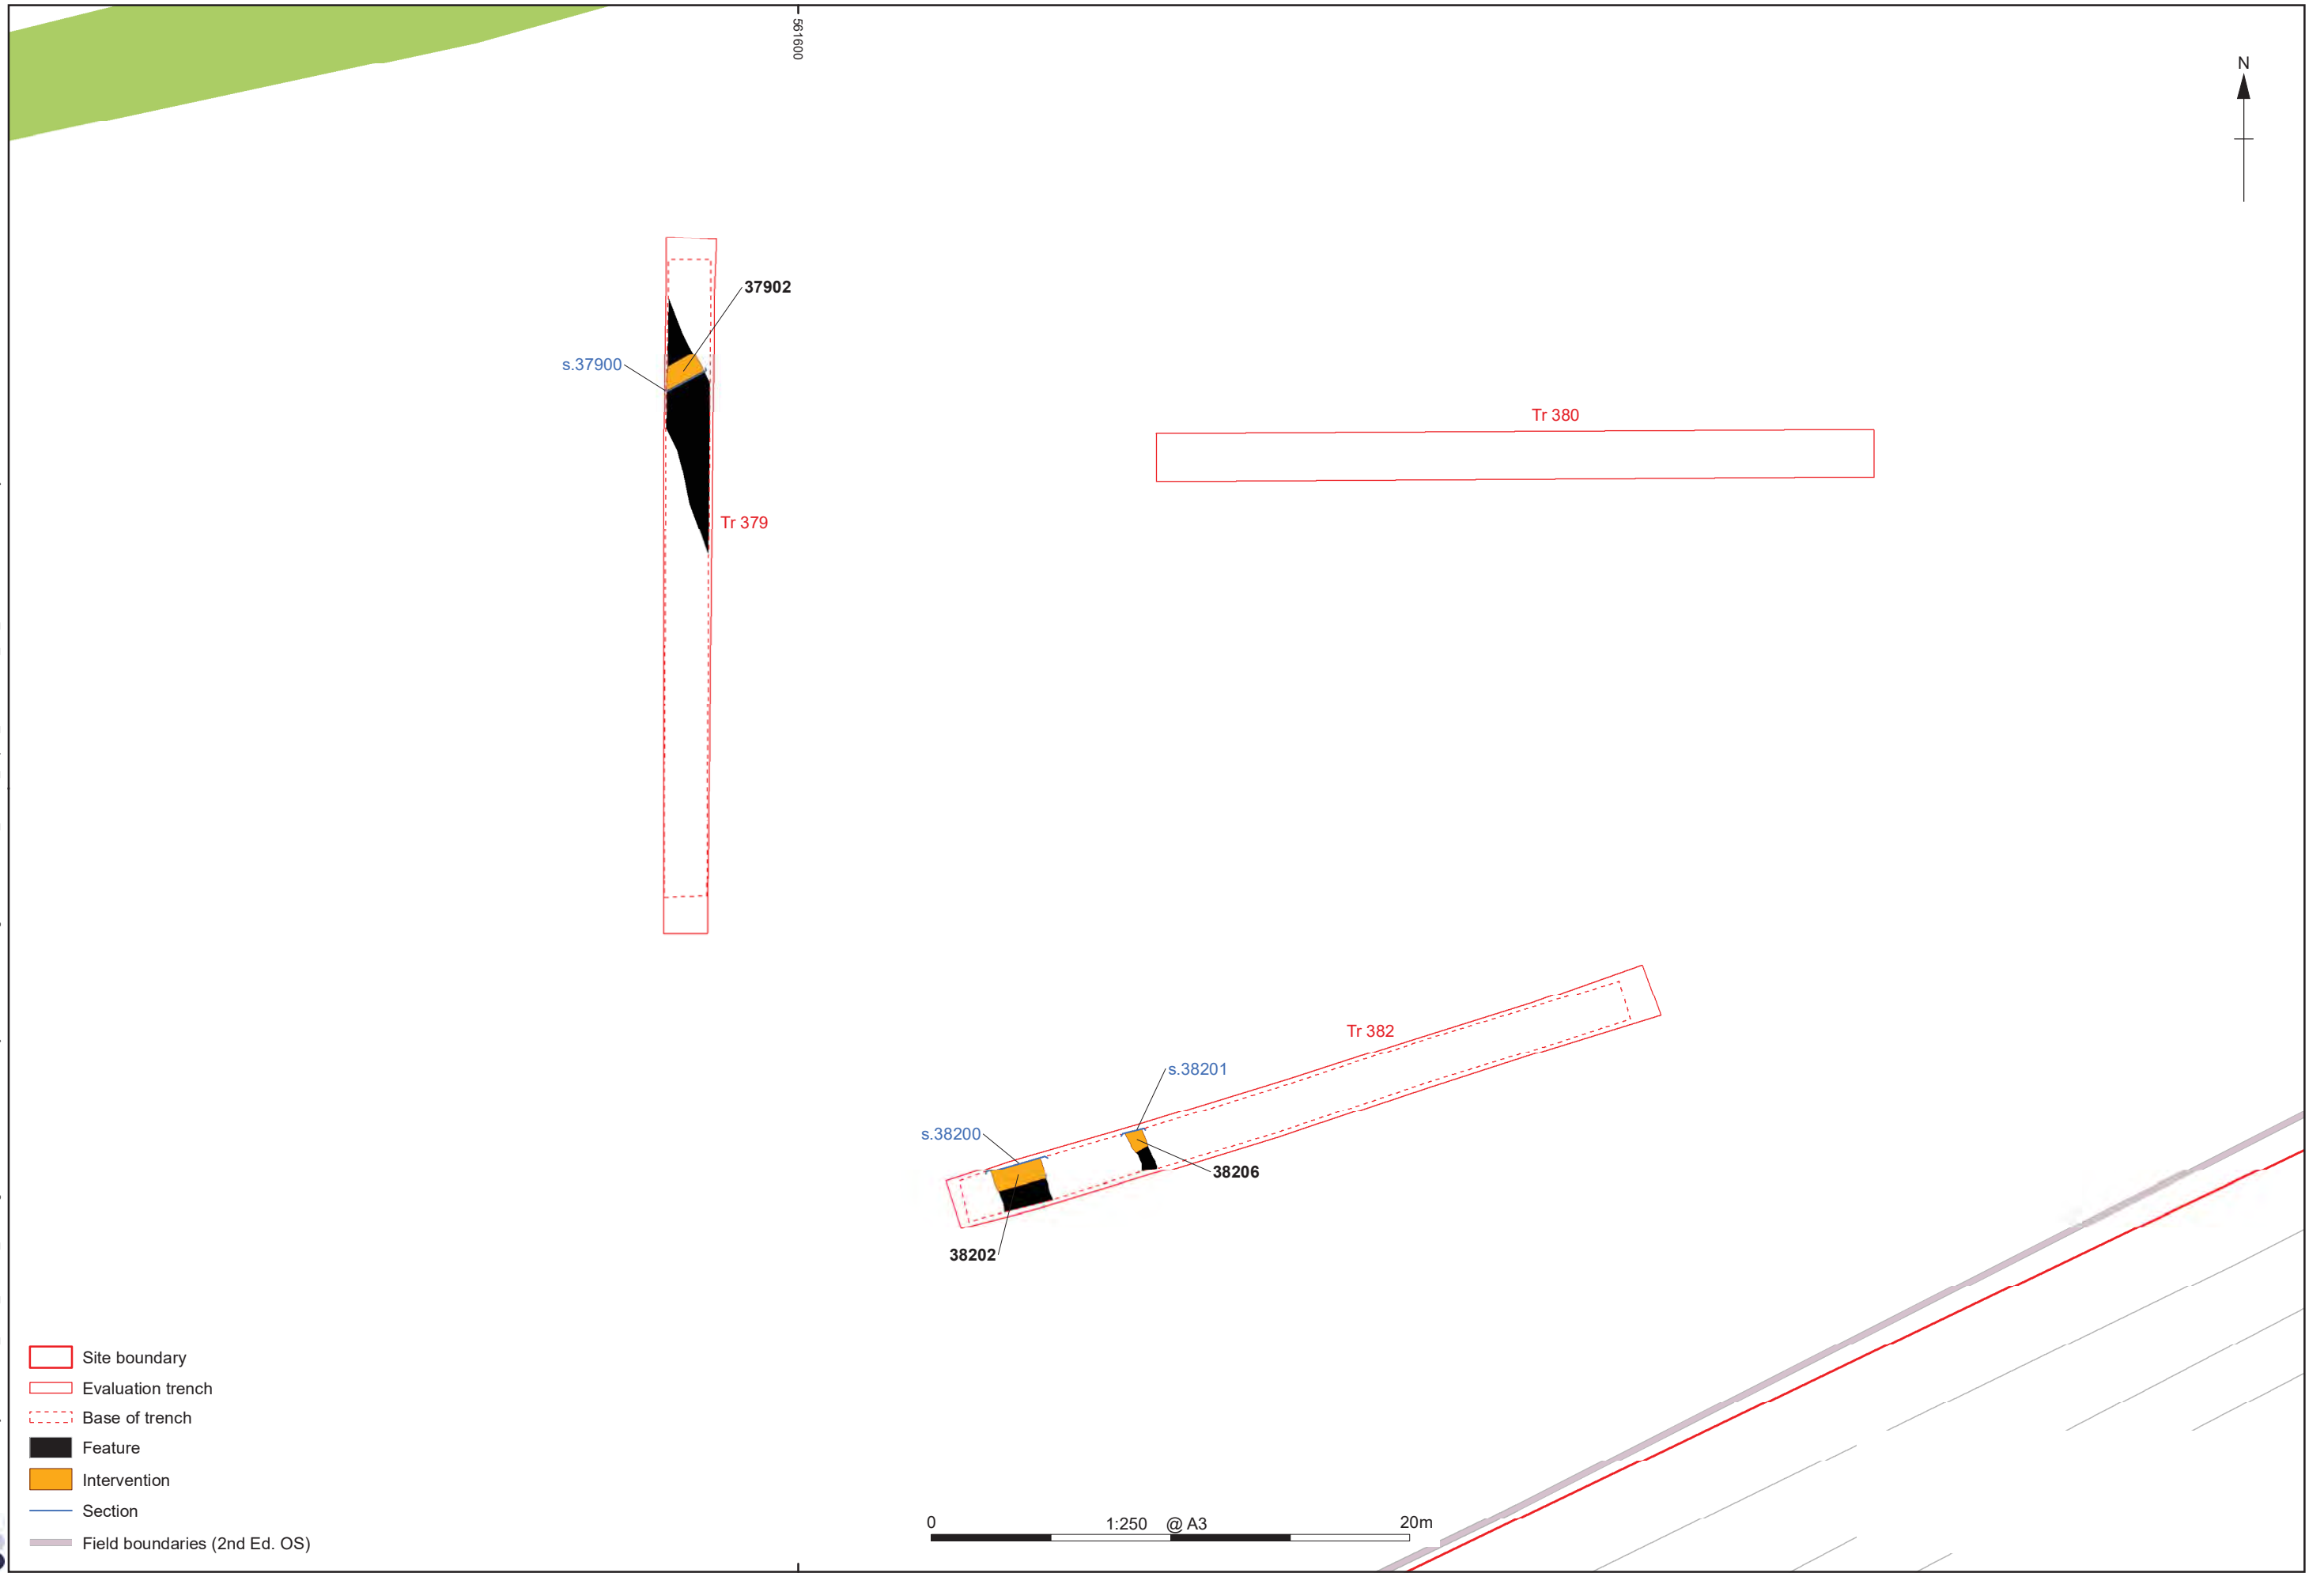 561600
N
37902
s.37900
Tr 380
Tr 379
Tr 382
s.38201
s.38200
38206
38202
Site boundary
Evaluation trench
Base of trench
Feature
Intervention
Section
Field boundaries (2nd Ed. OS)
0 1:250 @ A3 20m